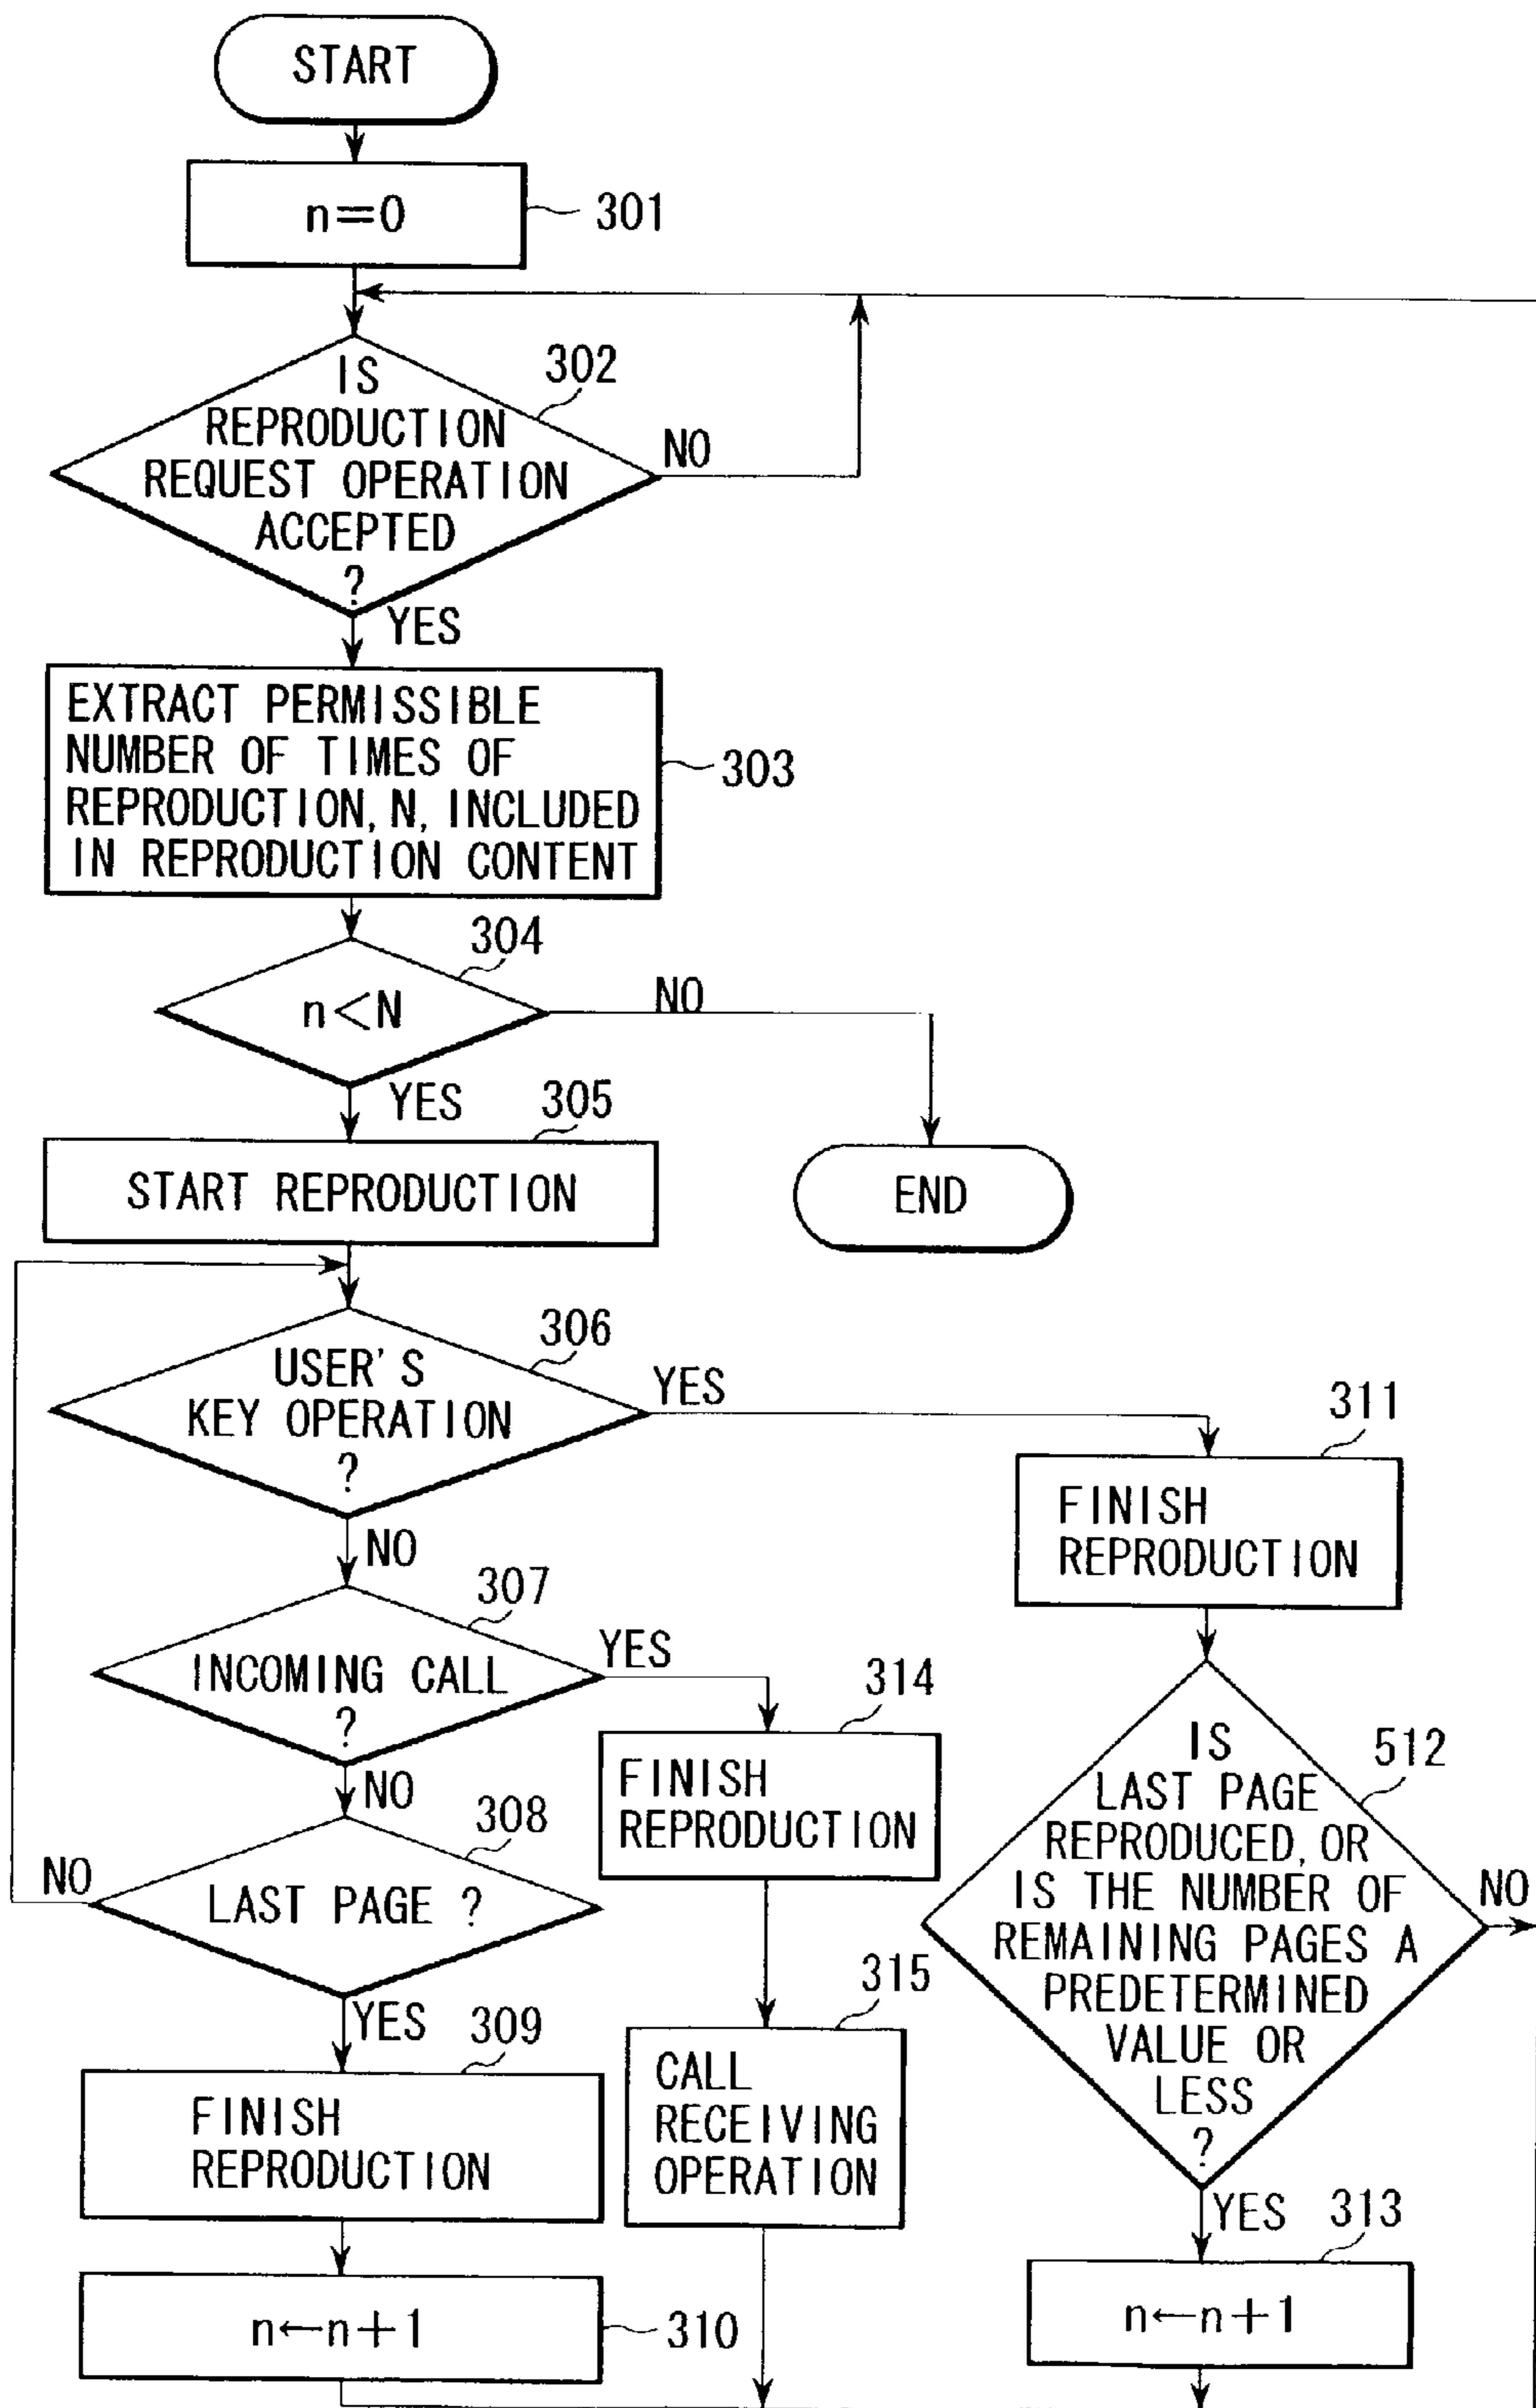 START
n=0
301
302
IS
REPRODUCTION
REQUEST OPERATION
ACCEPTED
?
NO
YES
EXTRACT PERMISSIBLE
NUMBER OF TIMES OF
REPRODUCTION, N, INCLUDED
IN REPRODUCTION CONTENT
303
304
n<N
NO
YES
305
START REPRODUCTION
END
306
USER'S
KEY OPERATION
?
YES
NO
311
FINISH
REPRODUCTION
307
INCOMING CALL
?
YES
NO
314
FINISH
REPRODUCTION
512
IS
LAST PAGE
REPRODUCED, OR
IS THE NUMBER OF
REMAINING PAGES A
PREDETERMINED
VALUE OR
LESS
?
NO
YES
308
LAST PAGE ?
NO
YES
315
CALL
RECEIVING
OPERATION
309
FINISH
REPRODUCTION
313
n←n+1
n←n+1
310